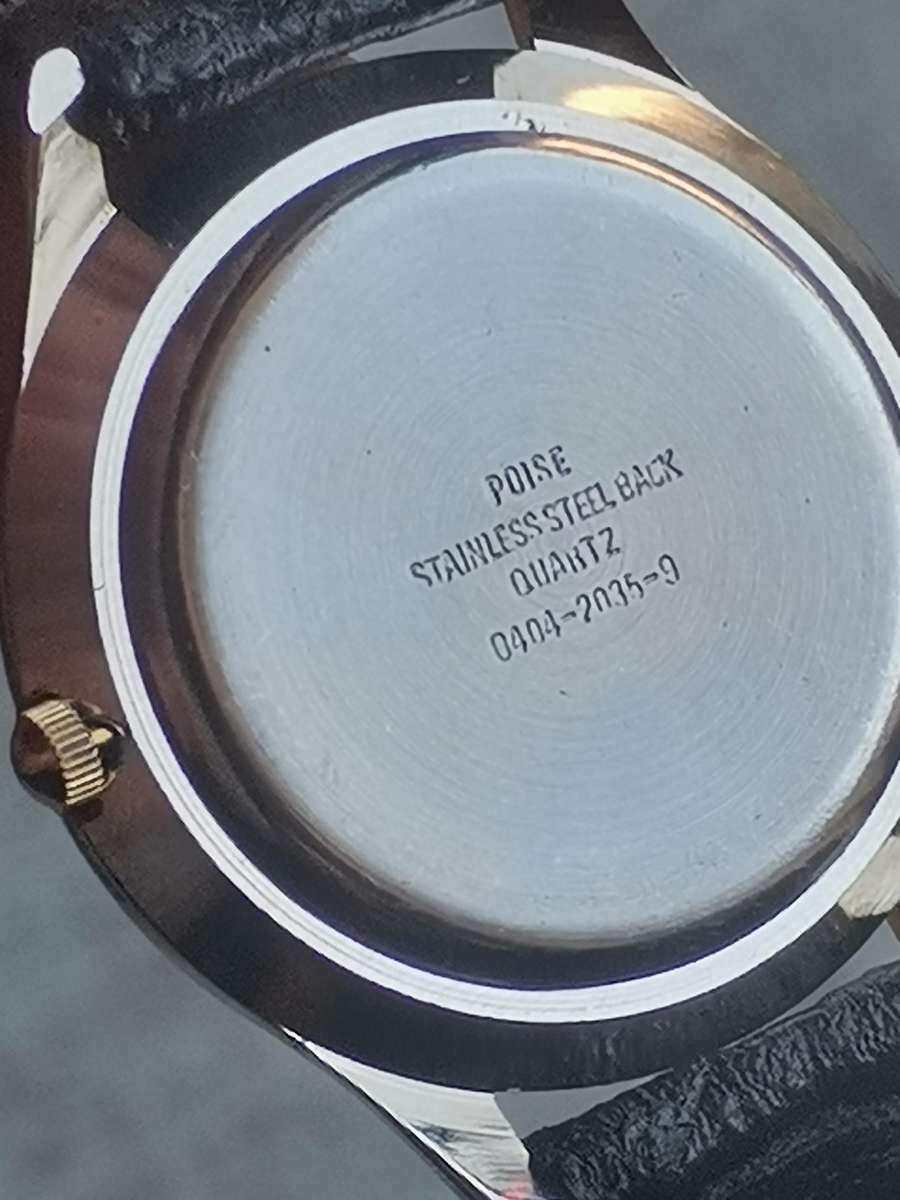 POISE
STAINLESS STEEL BACK
QUARTZ
0404=2035=9